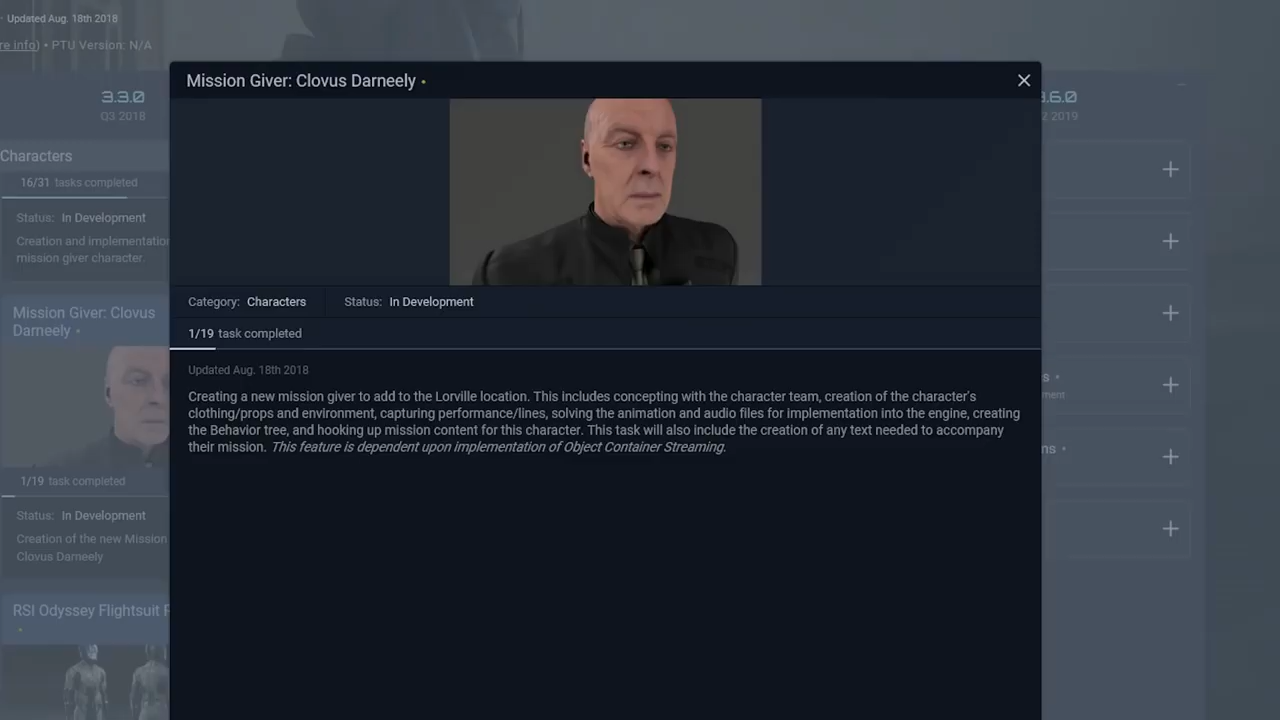 • Updated Aug. 18th 2018
re info) • PTU Version: N/A
3.3.0
Q3 2018
Characters
16/31 tasks completed
Status: In Development
Creation and implementation
mission giver character
Mission Giver: Clovus
Darneely •
1/19 task completed
Status: In Development
Creation of the new Mission
Clovus Darneely
RSI Odyssey Flightsuit R
Mission Giver: Clovus Darneely •
Category: Characters
Status: In Development
1/19 task completed
Updated Aug. 18th 2018
Creating a new mission giver to add to the Lorville location. This includes concepting with the character team, creation of the character's
clothing/props and environment, capturing performance/lines, solving the animation and audio files for implementation into the engine, creating
the Behavior tree, and hooking up mission content for this character. This task will also include the creation of any text needed to accompany
their mission. This feature is dependent upon implementation of Object Container Streaming.
3.6.0
2 2019
s •
ment
ns •